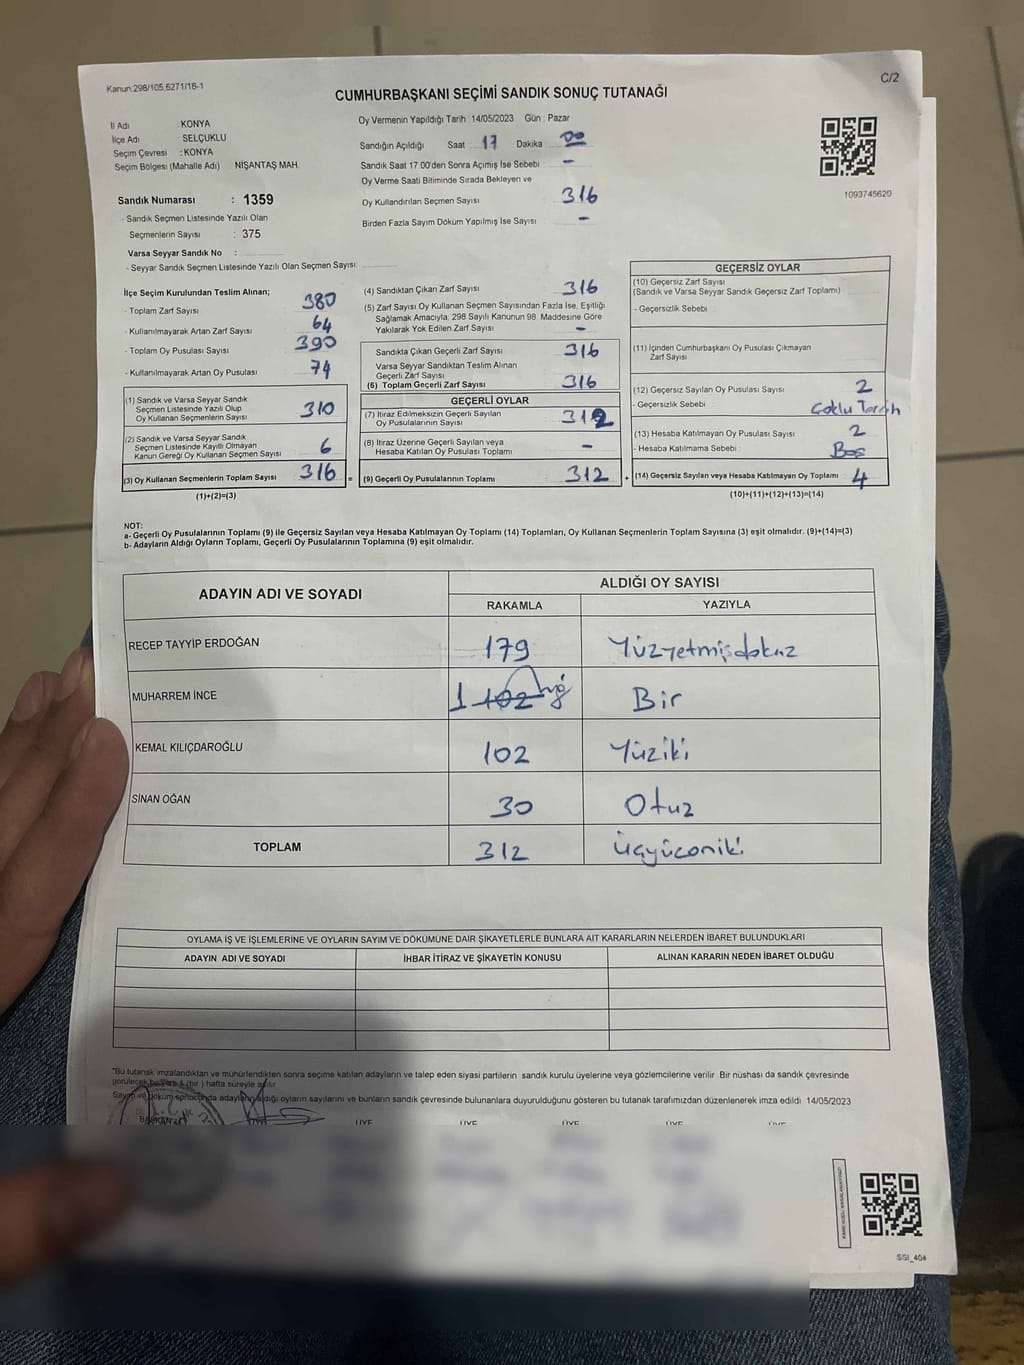 Kanun:298/105,6271/16-1
C/2
CUMHURBAŞKANI SEÇİMİ SANDIK SONUÇ TUTANAĞI
İl Adı : KONYA
İlçe Adı : SELÇUKLU
Seçim Çevresi : KONYA
Seçim Bölgesi (Mahalle Adı) NİŞANTAŞ MAH.
Sandık Numarası : 1359
- Sandık Seçmen Listesinde Yazılı Olan
Seçmenlerin Sayısı : 375
Varsa Seyyar Sandık No :
- Seyyar Sandık Seçmen Listesinde Yazılı Olan Seçmen Sayısı:
Oy Vermenin Yapıldığı Tarih 14/05/2023 Gün : Pazar
Sandığın Açıldığı Saat 17 Dakika 00
Sandık Saat 17:00'den Sonra Açımış İse Sebebi -
Oy Verme Saati Bitiminde Sırada Bekleyen ve
Oy Kullandırılan Seçmen Sayısı 316
Birden Fazla Sayım Döküm Yapılmış İse Sayısı -
1093745620
İlçe Seçim Kurulundan Teslim Alınan;
- Toplam Zarf Sayısı 380
- Kullanılmayarak Artan Zarf Sayısı 64
- Toplam Oy Pusulası Sayısı 390
- Kullanılmayarak Artan Oy Pusulası 74
(1) Sandık ve Varsa Seyyar Sandık
Seçmen Listesinde Yazılı Olup
Oy Kullanan Seçmenlerin Sayısı 310
(2) Sandık ve Varsa Seyyar Sandık
Seçmen Listesinde Kayıtlı Olmayan
Kanun Gereği Oy Kullanan Seçmen Sayısı 6
(3) Oy Kullanan Seçmenlerin Toplam Sayısı 316 =
(1)+(2)=(3)
(4) Sandıktan Çıkan Zarf Sayısı 316
(5) Zarf Sayısı Oy Kullanan Seçmen Sayısından Fazla İse, Eşitliği
Sağlamak Amacıyla, 298 Sayılı Kanunun 98. Maddesine Göre
Yakılarak Yok Edilen Zarf Sayısı -
Sandıkta Çıkan Geçerli Zarf Sayısı 316
Varsa Seyyar Sandıktan Teslim Alınan
Geçerli Zarf Sayısı
(6) Toplam Geçerli Zarf Sayısı 316
GEÇERLİ OYLAR
(7) İtiraz Edilmeksizin Geçerli Sayılan
Oy Pusulalarının Sayısı 312
(8) İtiraz Üzerine Geçerli Sayılan veya
Hesaba Katılan Oy Pusulası Toplamı -
(9) Geçerli Oy Pusulalarının Toplamı 312 +
GEÇERSİZ OYLAR
(10) Geçersiz Zarf Sayısı
(Sandık ve Varsa Seyyar Sandık Geçersiz Zarf Toplamı)
- Geçersizlik Sebebi
(11) İçinden Cumhurbaşkanı Oy Pusulası Çıkmayan
Zarf Sayısı
(12) Geçersiz Sayılan Oy Pusulası Sayısı 2
- Geçersizlik Sebebi Çoklu Tercih
(13) Hesaba Katılmayan Oy Pusulası Sayısı 2
- Hesaba Katılmama Sebebi : Boş
(14) Geçersiz Sayılan veya Hesaba Katılmayan Oy Toplamı 4
(10)+(11)+(12)+(13)=(14)
NOT:
a- Geçerli Oy Pusulalarının Toplamı (9) ile Geçersiz Sayılan veya Hesaba Katılmayan Oy Toplamı (14) Toplamları, Oy Kullanan Seçmenlerin Toplam Sayısına (3) eşit olmalıdır. (9)+(14)=(3)
b- Adayların Aldığı Oyların Toplamı, Geçerli Oy Pusulalarının Toplamına (9) eşit olmalıdır.
ADAYIN ADI VE SOYADI
ALDIĞI OY SAYISI
RAKAMLA YAZIYLA
RECEP TAYYİP ERDOĞAN 179 Yüzyetmişdokuz
MUHARREM İNCE 1 102 Bir
KEMAL KILIÇDAROĞLU 102 Yüziki
SİNAN OĞAN 30 Otuz
TOPLAM 312 Üçyüzoniki
OYLAMA İŞ VE İŞLEMLERİNE VE OYLARIN SAYIM VE DÖKÜMÜNE DAİR ŞİKAYETLERLE BUNLARA AİT KARARLARIN NELERDEN İBARET BULUNDUKLARI
ADAYIN ADI VE SOYADI İHBAR İTİRAZ VE ŞİKAYETİN KONUSU ALINAN KARARIN NEDEN İBARET OLDUĞU
*Bu tutanak imzalandıktan ve mühürlendikten sonra seçime katılan adayların ve talep eden siyasi partilerin sandık kurulu üyelerine veya gözlemcilerine verilir. Bir nüshası da sandık çevresinde
görülecek bir yere 1 (bir ) hafta süreyle asılır.
Sayım ve döküm sonucunda adayların aldığı oyların sayılarını ve bunların sandık çevresinde bulunanlara duyurulduğunu gösteren bu tutanak tarafımızdan düzenlenerek imza edildi. 14/05/2023
BAŞKAN ÜYE ÜYE ÜYE ÜYE ÜYE
SSI_404